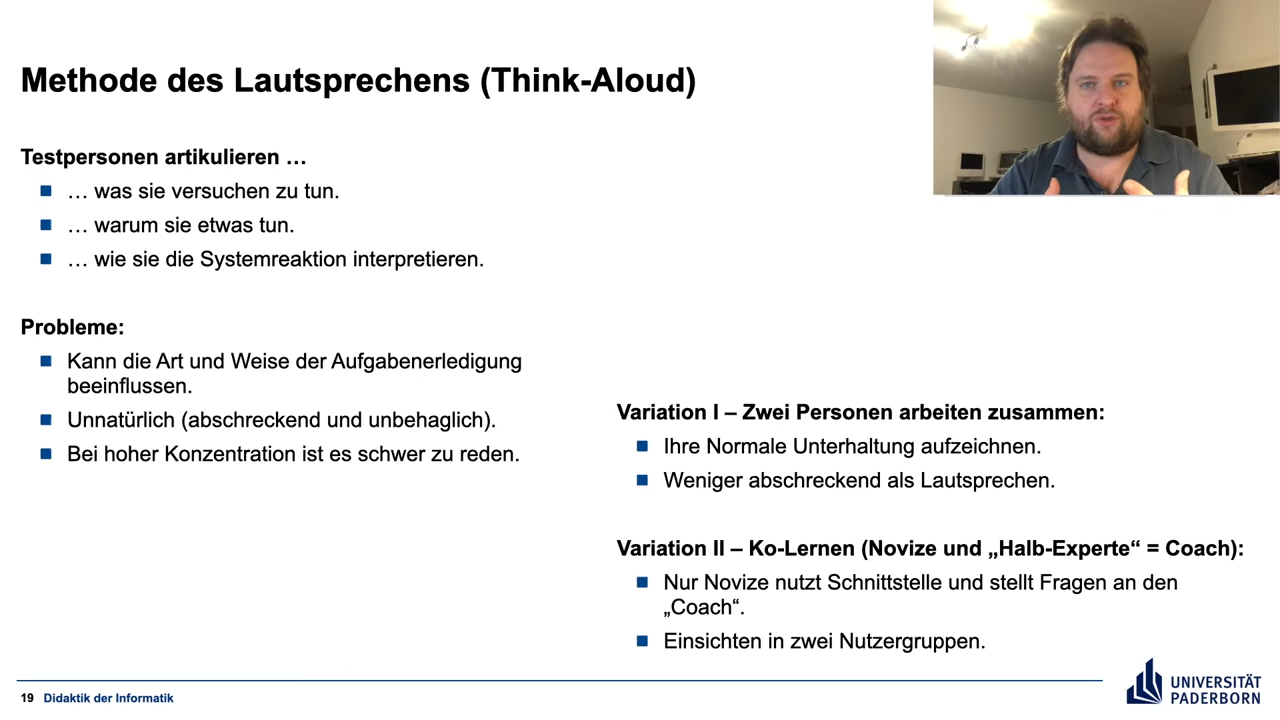 Methode des Lautsprechens (Think-Aloud)
Testpersonen artikulieren …
… was sie versuchen zu tun.
… warum sie etwas tun.
… wie sie die Systemreaktion interpretieren.
Probleme:
Kann die Art und Weise der Aufgabenerledigung
beeinflussen.
Unnatürlich (abschreckend und unbehaglich).
Bei hoher Konzentration ist es schwer zu reden.
Variation I – Zwei Personen arbeiten zusammen:
Ihre Normale Unterhaltung aufzeichnen.
Weniger abschreckend als Lautsprechen.
Variation II – Ko-Lernen (Novize und „Halb-Experte“ = Coach):
Nur Novize nutzt Schnittstelle und stellt Fragen an den
„Coach“.
Einsichten in zwei Nutzergruppen.
19 Didaktik der Informatik
UNIVERSITÄT
PADERBORN